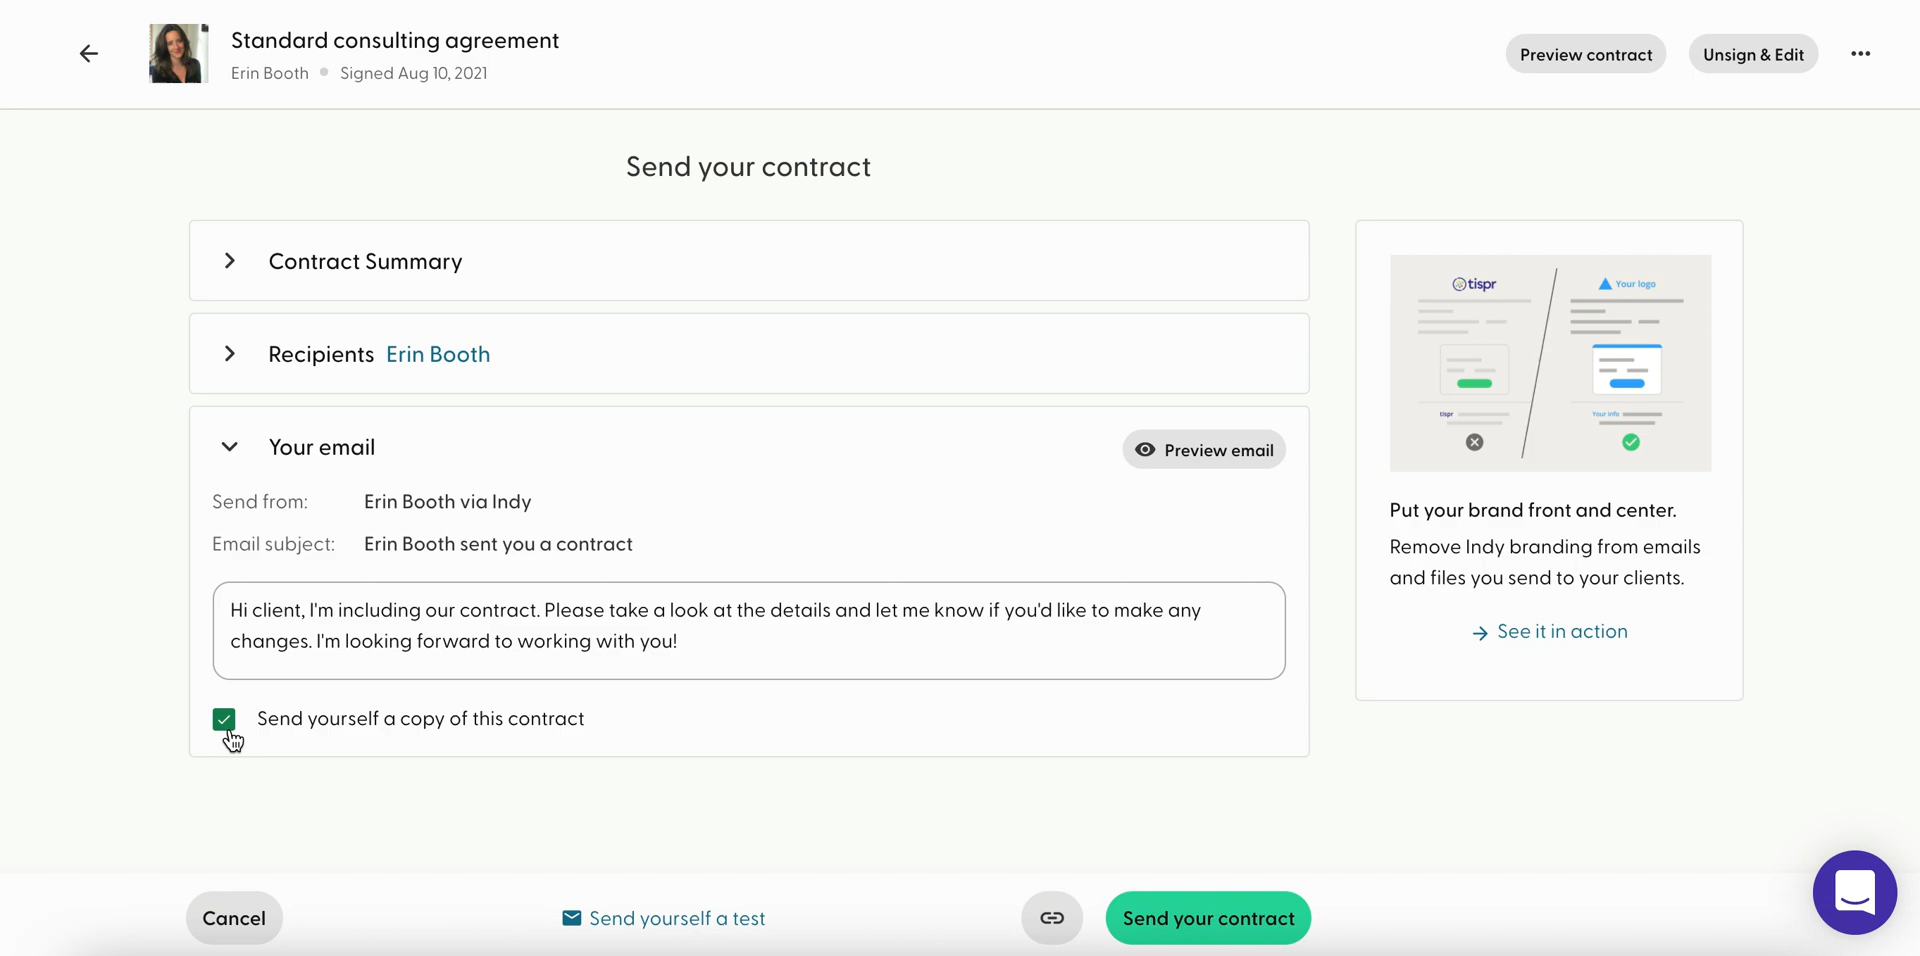 Standard consulting agreement
Erin Booth • Signed Aug 10, 2021
Preview contract
Unsign & Edit
Send your contract
Contract Summary
Recipients Erin Booth
Your email
Preview email
Send from: Erin Booth via Indy
Email subject: Erin Booth sent you a contract
Hi client, I'm including our contract. Please take a look at the details and let me know if you'd like to make any
changes. I'm looking forward to working with you!
Send yourself a copy of this contract
tispr
Your logo
tispr
Your info
Put your brand front and center.
Remove Indy branding from emails
and files you send to your clients.
See it in action
Cancel
Send yourself a test
Send your contract